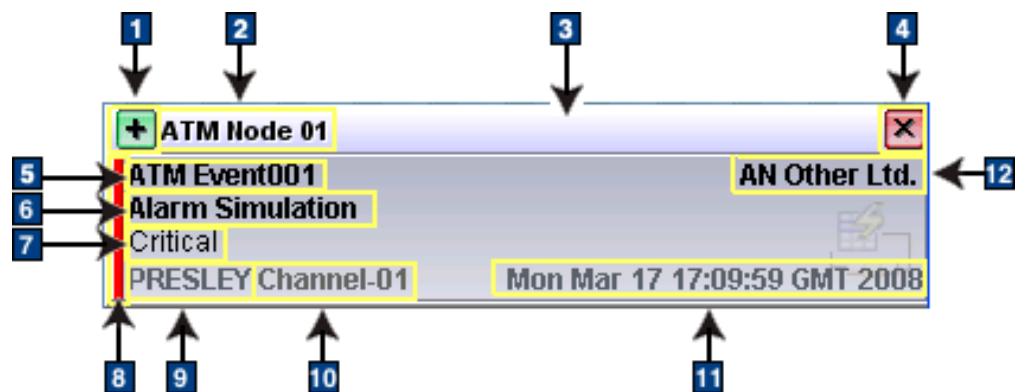 1 2 3 4
+ ATM Node 01 X
5 ATM Event001 AN Other Ltd. 12
6 Alarm Simulation
7 Critical
PRESLEY Channel-01 Mon Mar 17 17:09:59 GMT 2008
8 9 10 11